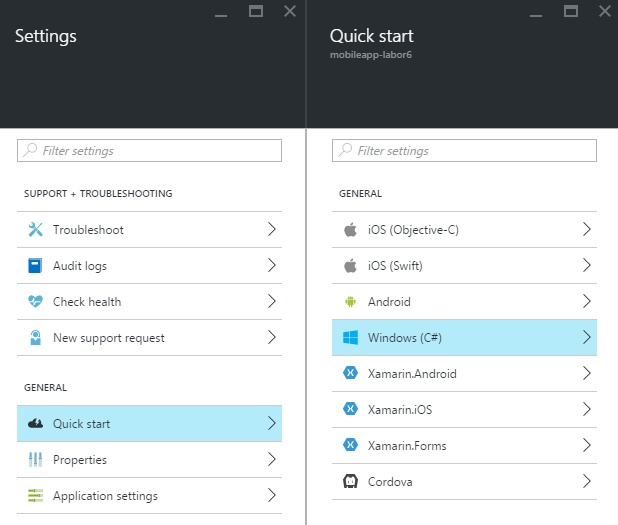 Settings
Filter settings
SUPPORT + TROUBLESHOOTING
Troubleshoot
Audit logs
Check health
New support request
GENERAL
Quick start
Properties
Application settings
Quick start
mobileapp-labor6
Filter settings
GENERAL
iOS (Objective-C)
iOS (Swift)
Android
Windows (C#)
Xamarin.Android
Xamarin.iOS
Xamarin.Forms
Cordova